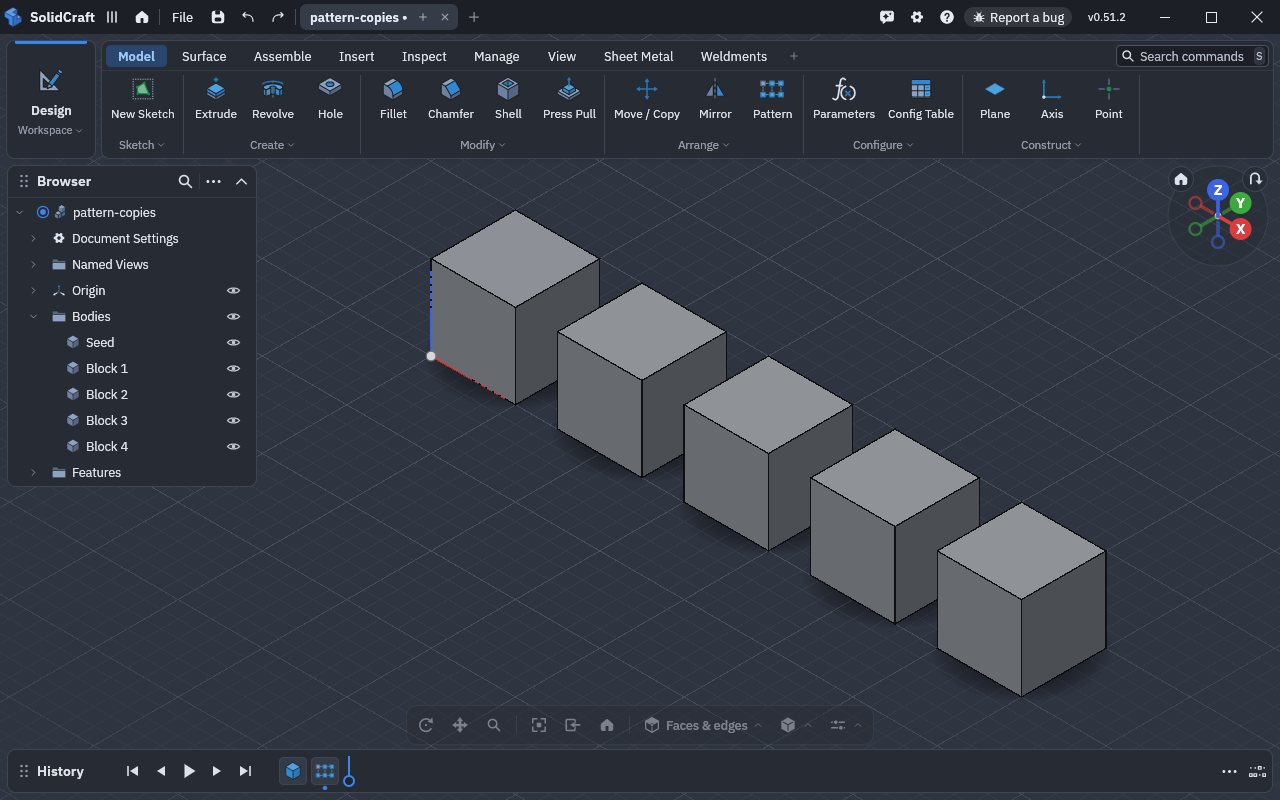 SolidCraft File pattern-copies • Report a bug v0.51.2
Design
Workspace
Model Surface Assemble Insert Inspect Manage View Sheet Metal Weldments Search commands S
New Sketch Extrude Revolve Hole Fillet Chamfer Shell Press Pull Move / Copy Mirror Pattern Parameters Config Table Plane Axis Point
Sketch Create Modify Arrange Configure Construct
Browser
pattern-copies
Document Settings
Named Views
Origin
Bodies
Seed
Block 1
Block 2
Block 3
Block 4
Features
Z
Y
X
Faces & edges
History